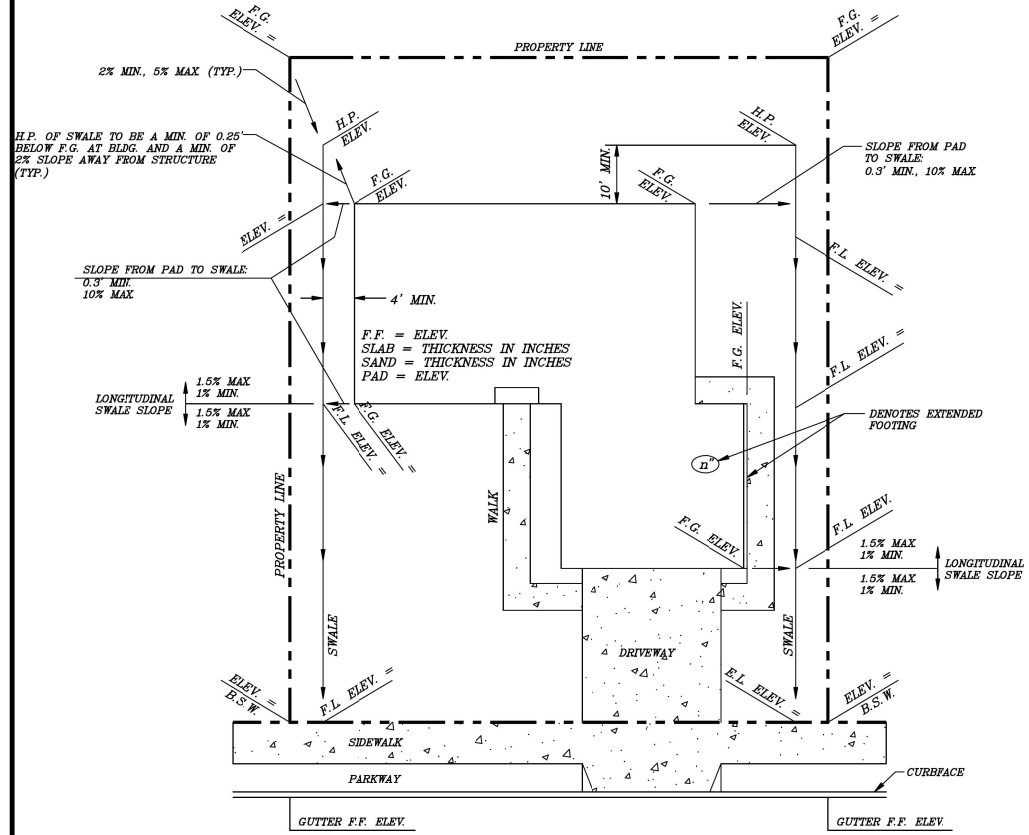 F.G.
ELEV. =
F.G.
ELEV. =
PROPERTY LINE
2% MIN., 5% MAX (TYP.)
H.P.
ELEV.
H.P.
ELEV.
H.P. OF SWALE TO BE A MIN. OF 0.25'
BELOW F.G. AT BLDG. AND A MIN. OF
2% SLOPE AWAY FROM STRUCTURE
(TYP.)
SLOPE FROM PAD
TO SWALE:
0.3' MIN., 10% MAX
10' MIN.
F.G.
ELEV.
F.G.
ELEV.
ELEV. =
F.L. ELEV. =
SLOPE FROM PAD TO SWALE:
0.3' MIN.
10% MAX
4' MIN.
F.F. = ELEV.
SLAB = THICKNESS IN INCHES
SAND = THICKNESS IN INCHES
PAD = ELEV.
F.G. ELEV.
F.L. ELEV. =
LONGITUDINAL
SWALE SLOPE
1.5% MAX
1% MIN.
1.5% MAX
1% MIN.
F.L. ELEV. =
F.G. ELEV. =
DENOTES EXTENDED
FOOTING
n"
PROPERTY LINE
WALK
F.G. ELEV.
F.L. ELEV. =
1.5% MAX
1% MIN.
1.5% MAX
1% MIN.
LONGITUDINAL
SWALE SLOPE
SWALE
SWALE
DRIVEWAY
ELEV. =
B.S.W.
F.L. ELEV. =
E.L. ELEV. =
ELEV. =
B.S.W.
SIDEWALK
PARKWAY
CURBFACE
GUTTER F.F. ELEV.
GUTTER F.F. ELEV.